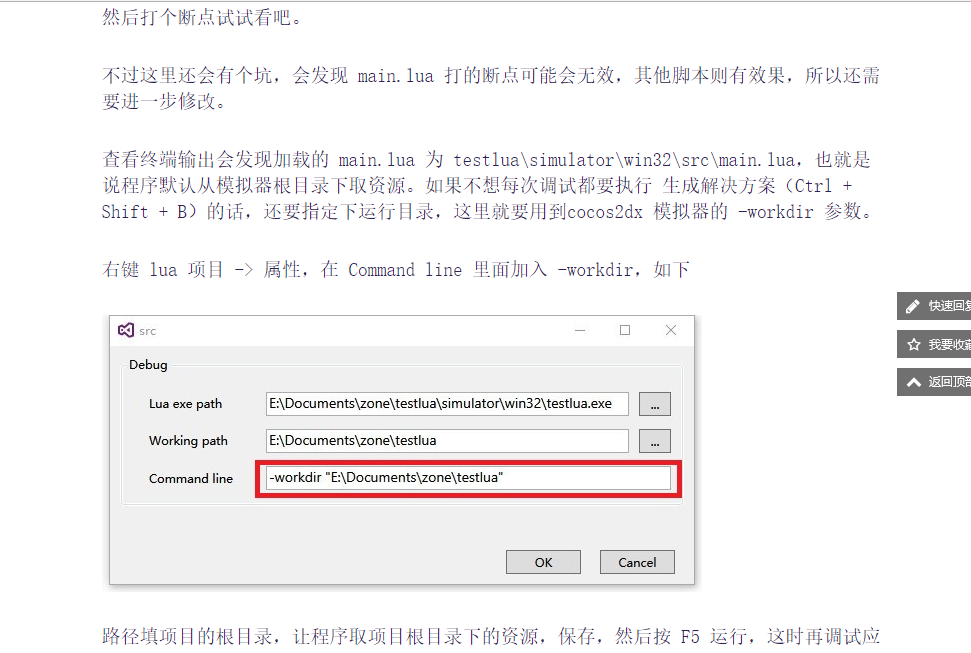 然后打个断点试试看吧。
不过这里还会有个坑，会发现 main.lua 打的断点可能会无效，其他脚本则有效果，所以还需
要进一步修改。
查看终端输出会发现加载的 main.lua 为 testlua\simulator\win32\src\main.lua，也就是
说程序默认从模拟器根目录下取资源。如果不想每次调试都要执行 生成解决方案（Ctrl +
Shift + B）的话，还要指定下运行目录，这里就要用到cocos2dx 模拟器的 -workdir 参数。
右键 lua 项目 -> 属性，在 Command line 里面加入 -workdir，如下
快速回复
我要收藏
返回顶部
src
Debug
Lua exe path E:\Documents\zone\testlua\simulator\win32\testlua.exe ...
Working path E:\Documents\zone\testlua ...
Command line -workdir "E:\Documents\zone\testlua"
OK Cancel
路径填项目的根目录，让程序取项目根目录下的资源，保存，然后按 F5 运行，这时再调试应